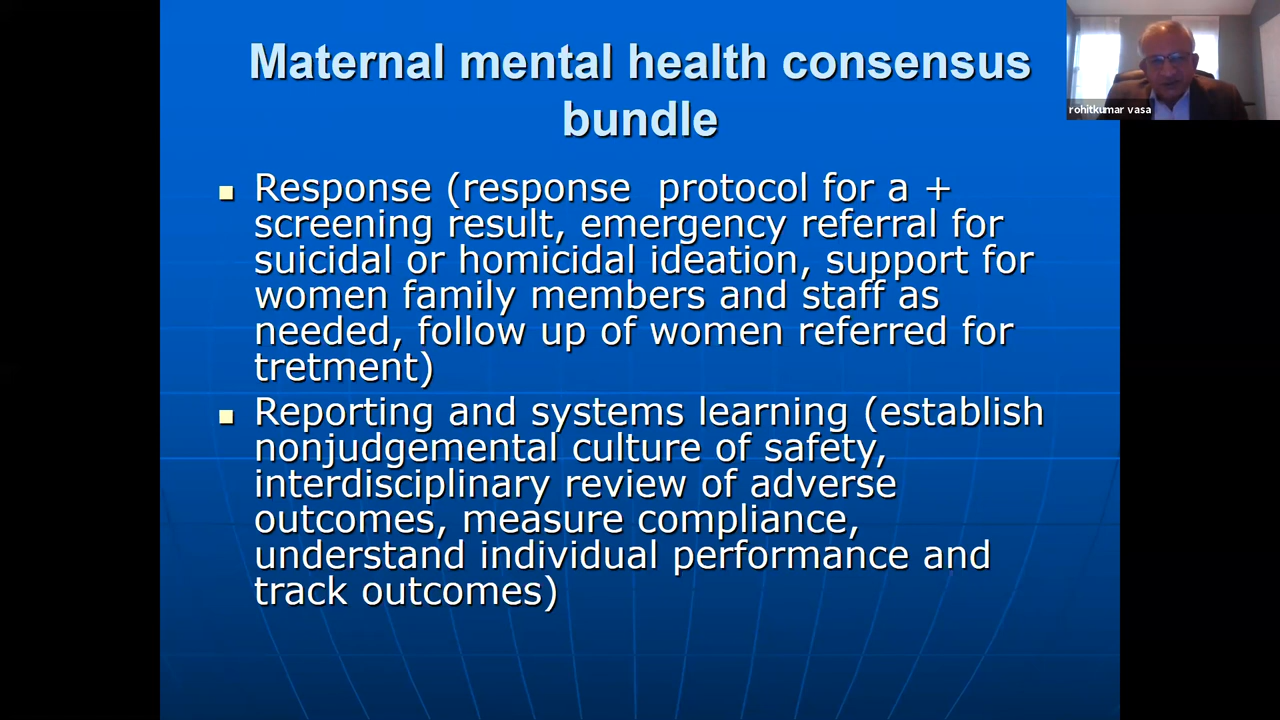 Maternal mental health consensus
bundle
rohitkumar vasa
■ Response (response protocol for a +
screening result, emergency referral for
suicidal or homicidal ideation, support for
women family members and staff as
needed, follow up of women referred for
tretment)
■ Reporting and systems learning (establish
nonjudgemental culture of safety,
interdisciplinary review of adverse
outcomes, measure compliance,
understand individual performance and
track outcomes)